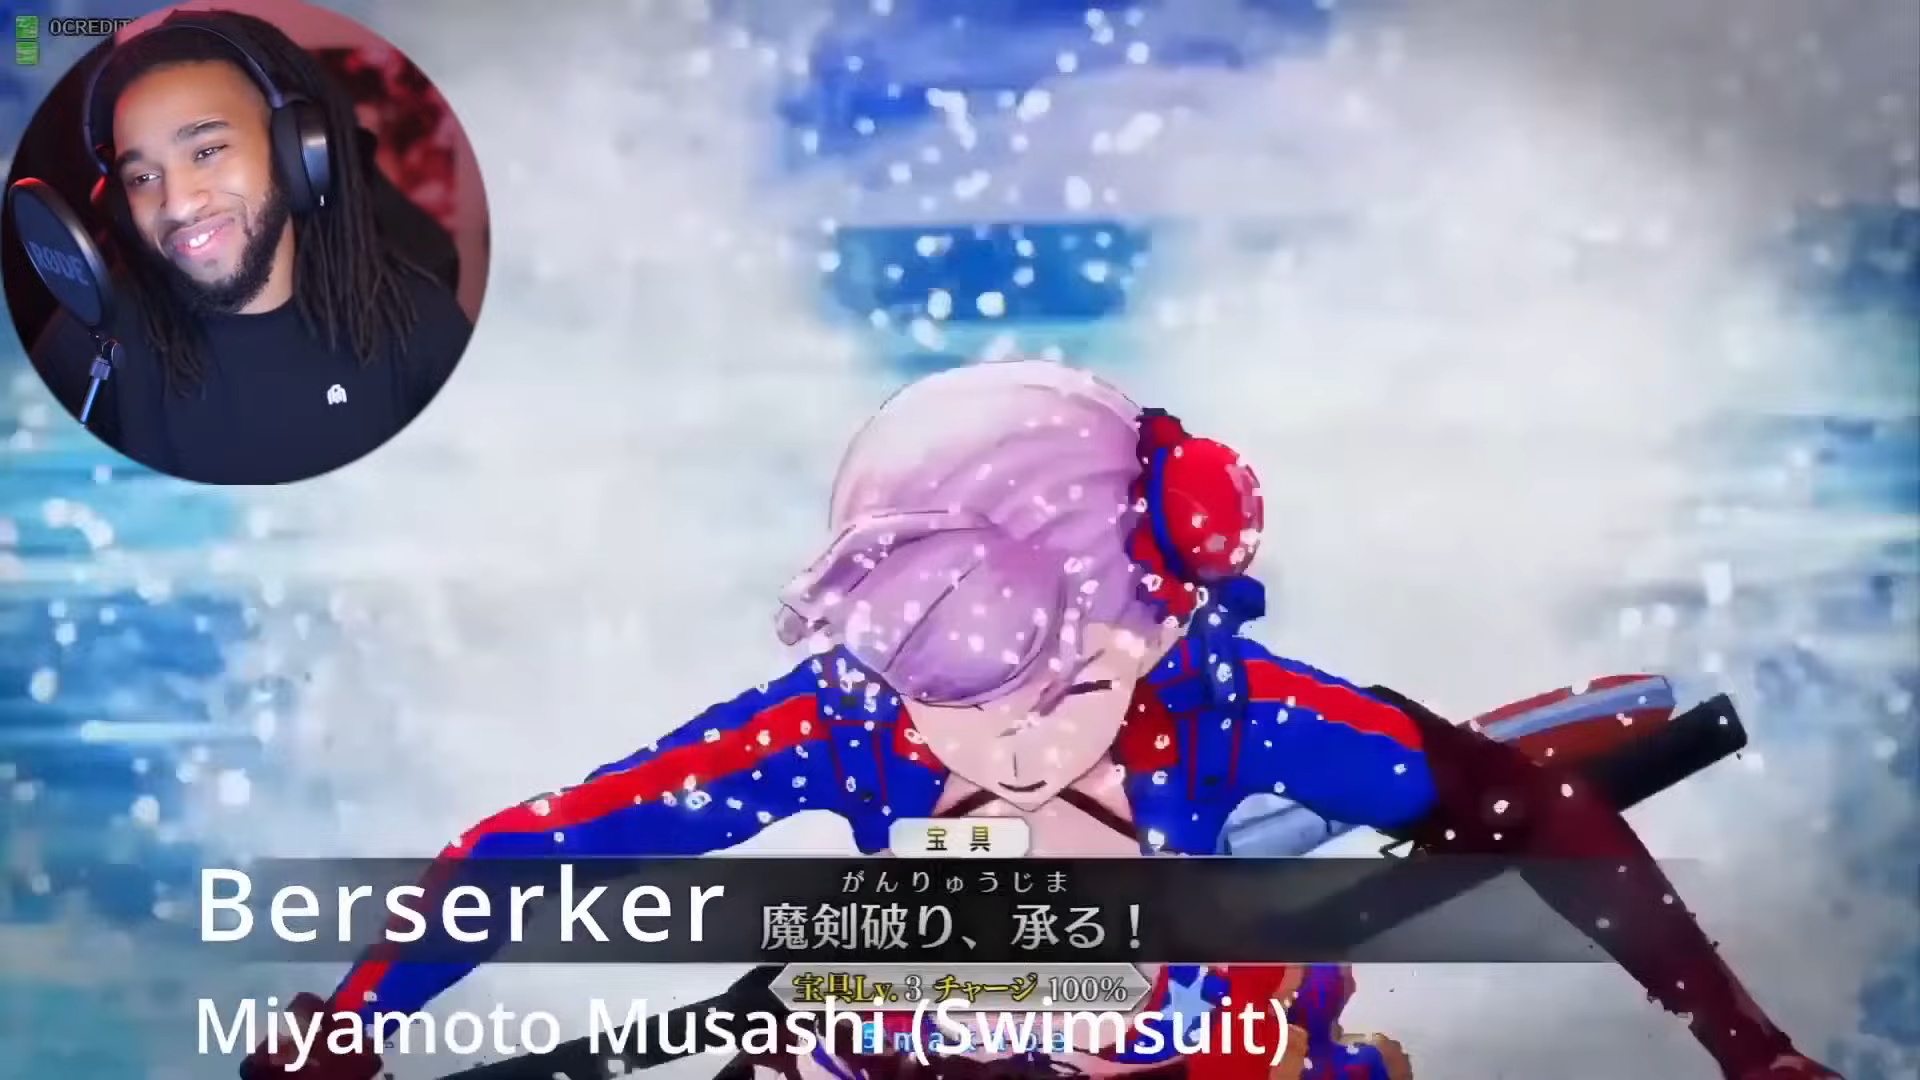 0CREDIT
RØDE
宝具
がんりゅうじま
魔剣破り、承る！
Berserker
宝具Lv.3 チャージ 100%
Miyamoto Musashi (Swimsuit)